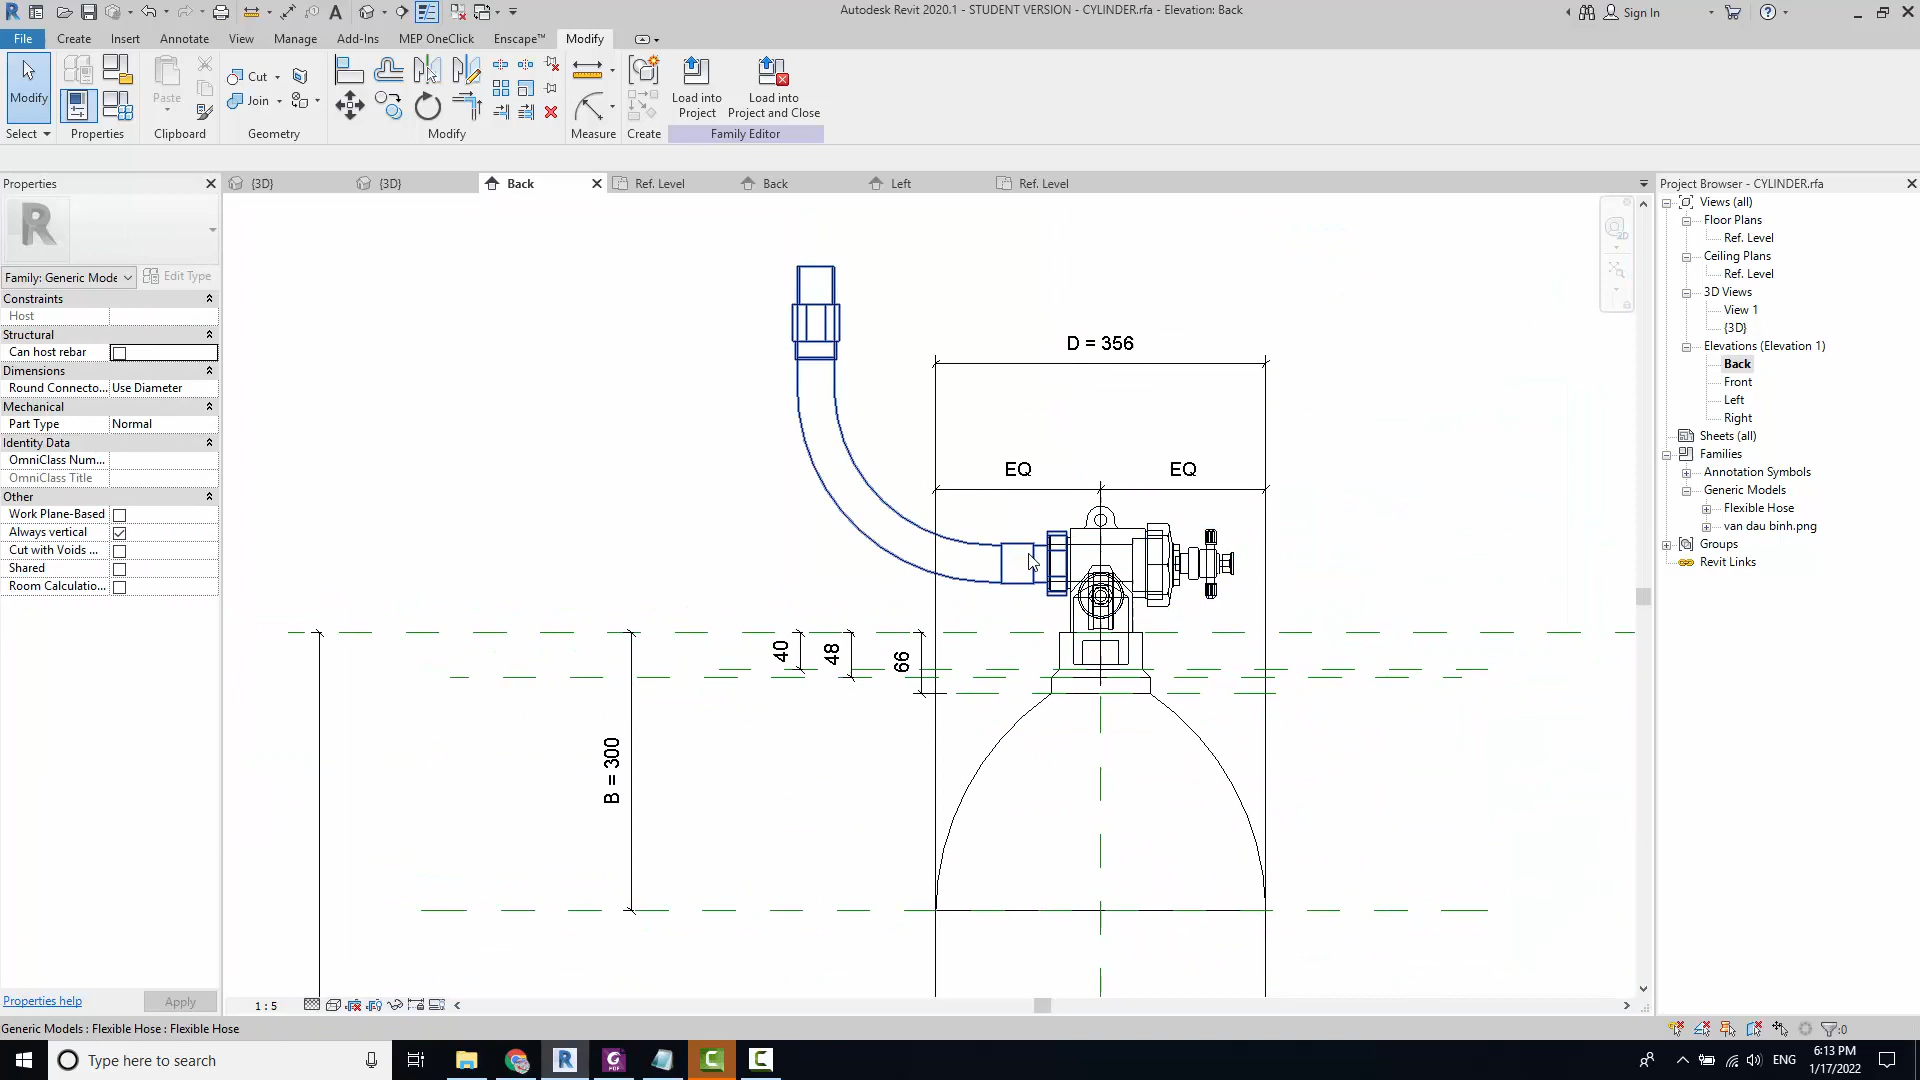 Autodesk Revit 2020.1 - STUDENT VERSION - CYLINDER.rfa - Elevation: Back
Sign In
File
Create
Insert
Annotate
View
Manage
Add-Ins
MEP OneClick
Enscape™
Modify
Modify
Paste
Cut
Join
Load into
Project
Load into
Project and Close
Select
Properties
Clipboard
Geometry
Modify
Measure
Create
Family Editor
Properties
{3D}
{3D}
Back
Ref. Level
Back
Left
Ref. Level
Project Browser - CYLINDER.rfa
Family: Generic Mode
Edit Type
Constraints
Host
Structural
Can host rebar
Dimensions
Round Connecto... Use Diameter
Mechanical
Part Type Normal
Identity Data
OmniClass Num...
OmniClass Title
Other
Work Plane-Based
Always vertical
Cut with Voids ...
Shared
Room Calculatio...
Properties help
Apply
D = 356
EQ
EQ
40
48
66
B = 300
2D
Views (all)
Floor Plans
Ref. Level
Ceiling Plans
Ref. Level
3D Views
View 1
{3D}
Elevations (Elevation 1)
Back
Front
Left
Right
Sheets (all)
Families
Annotation Symbols
Generic Models
Flexible Hose
van dau binh.png
Groups
Revit Links
1 : 5
Generic Models : Flexible Hose : Flexible Hose
:0
Type here to search
ENG
6:13 PM
1/17/2022